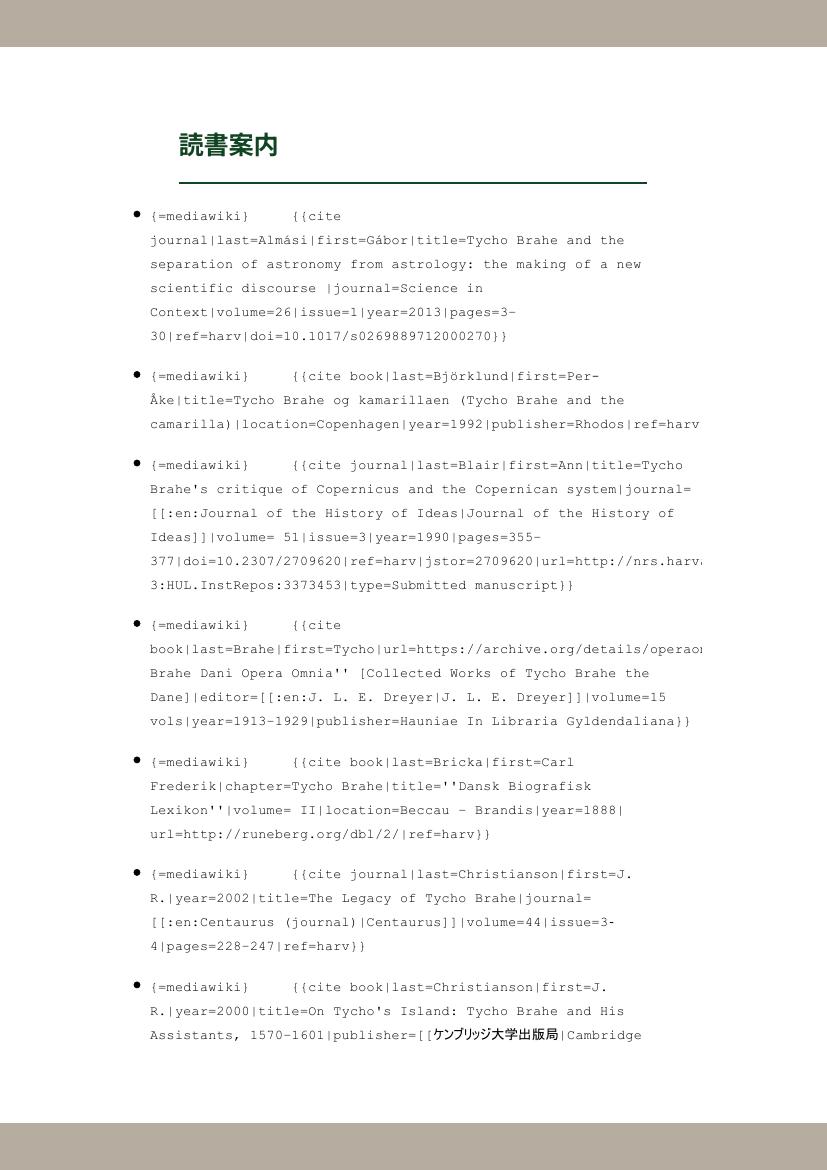 読書案内
• {=mediawiki} {{cite
journal|last=Almási|first=Gábor|title=Tycho Brahe and the
separation of astronomy from astrology: the making of a new
scientific discourse |journal=Science in
Context|volume=26|issue=1|year=2013|pages=3–
30|ref=harv|doi=10.1017/s0269889712000270}}
• {=mediawiki} {{cite book|last=Björklund|first=Per-
Åke|title=Tycho Brahe og kamarillaen (Tycho Brahe and the
camarilla)|location=Copenhagen|year=1992|publisher=Rhodos|ref=harv
• {=mediawiki} {{cite journal|last=Blair|first=Ann|title=Tycho
Brahe's critique of Copernicus and the Copernican system|journal=
[[:en:Journal of the History of Ideas|Journal of the History of
Ideas]]|volume= 51|issue=3|year=1990|pages=355–
377|doi=10.2307/2709620|ref=harv|jstor=2709620|url=http://nrs.harv
3:HUL.InstRepos:3373453|type=Submitted manuscript}}
• {=mediawiki} {{cite
book|last=Brahe|first=Tycho|url=https://archive.org/details/operao
Brahe Dani Opera Omnia'' [Collected Works of Tycho Brahe the
Dane]|editor=[[:en:J. L. E. Dreyer|J. L. E. Dreyer]]|volume=15
vols|year=1913–1929|publisher=Hauniae In Libraria Gyldendaliana}}
• {=mediawiki} {{cite book|last=Bricka|first=Carl
Frederik|chapter=Tycho Brahe|title=''Dansk Biografisk
Lexikon''|volume= II|location=Beccau – Brandis|year=1888|
url=http://runeberg.org/dbl/2/|ref=harv}}
• {=mediawiki} {{cite journal|last=Christianson|first=J.
R.|year=2002|title=The Legacy of Tycho Brahe|journal=
[[:en:Centaurus (journal)|Centaurus]]|volume=44|issue=3‐
4|pages=228–247|ref=harv}}
• {=mediawiki} {{cite book|last=Christianson|first=J.
R.|year=2000|title=On Tycho's Island: Tycho Brahe and His
Assistants, 1570–1601|publisher=[[ケンブリッジ大学出版局|Cambridge